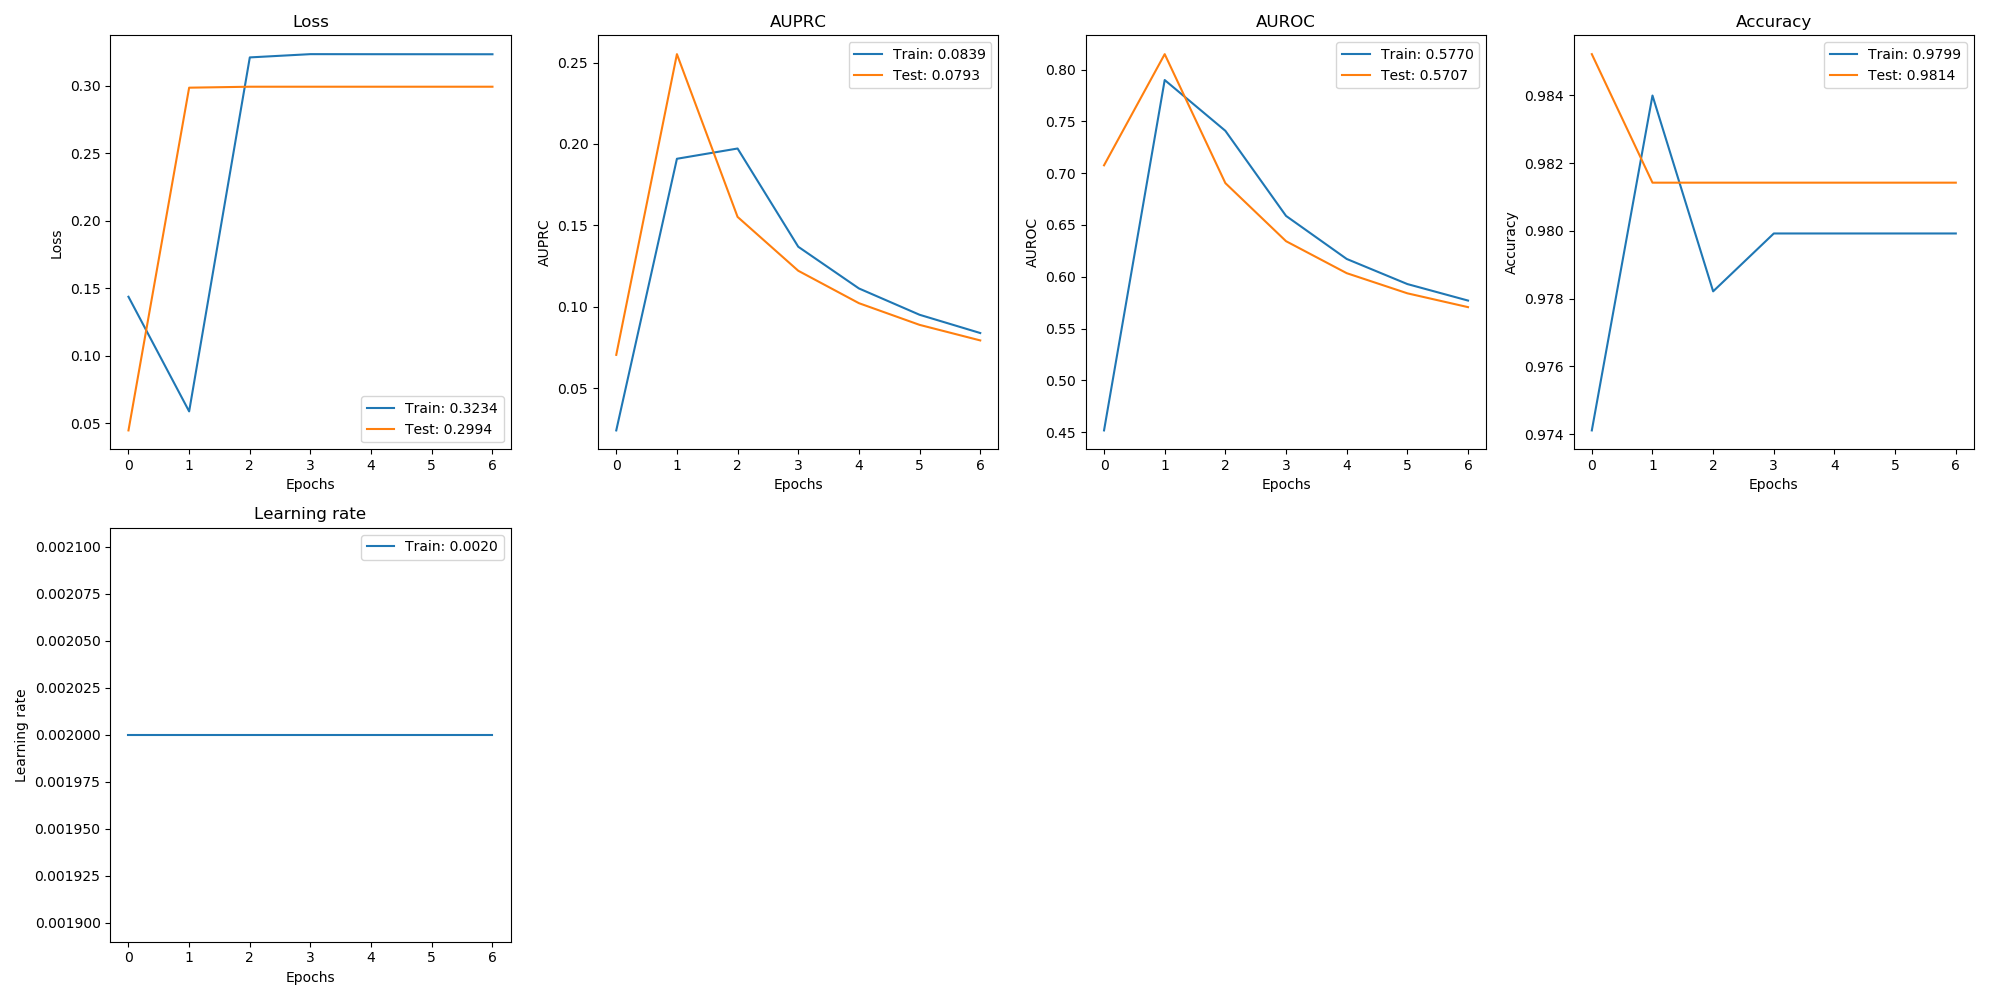 Loss
0.30
0.25
0.20
0.15
0.10
0.05
Loss
Train: 0.3234
Test: 0.2994
0 1 2 3 4 5 6
Epochs
AUPRC
0.25
0.20
0.15
0.10
0.05
AUPRC
Train: 0.0839
Test: 0.0793
0 1 2 3 4 5 6
Epochs
AUROC
0.80
0.75
0.70
0.65
0.60
0.55
0.50
0.45
AUROC
Train: 0.5770
Test: 0.5707
0 1 2 3 4 5 6
Epochs
Accuracy
0.984
0.982
0.980
0.978
0.976
0.974
Accuracy
Train: 0.9799
Test: 0.9814
0 1 2 3 4 5 6
Epochs
Learning rate
0.002100
0.002075
0.002050
0.002025
0.002000
0.001975
0.001950
0.001925
0.001900
Learning rate
Train: 0.0020
0 1 2 3 4 5 6
Epochs